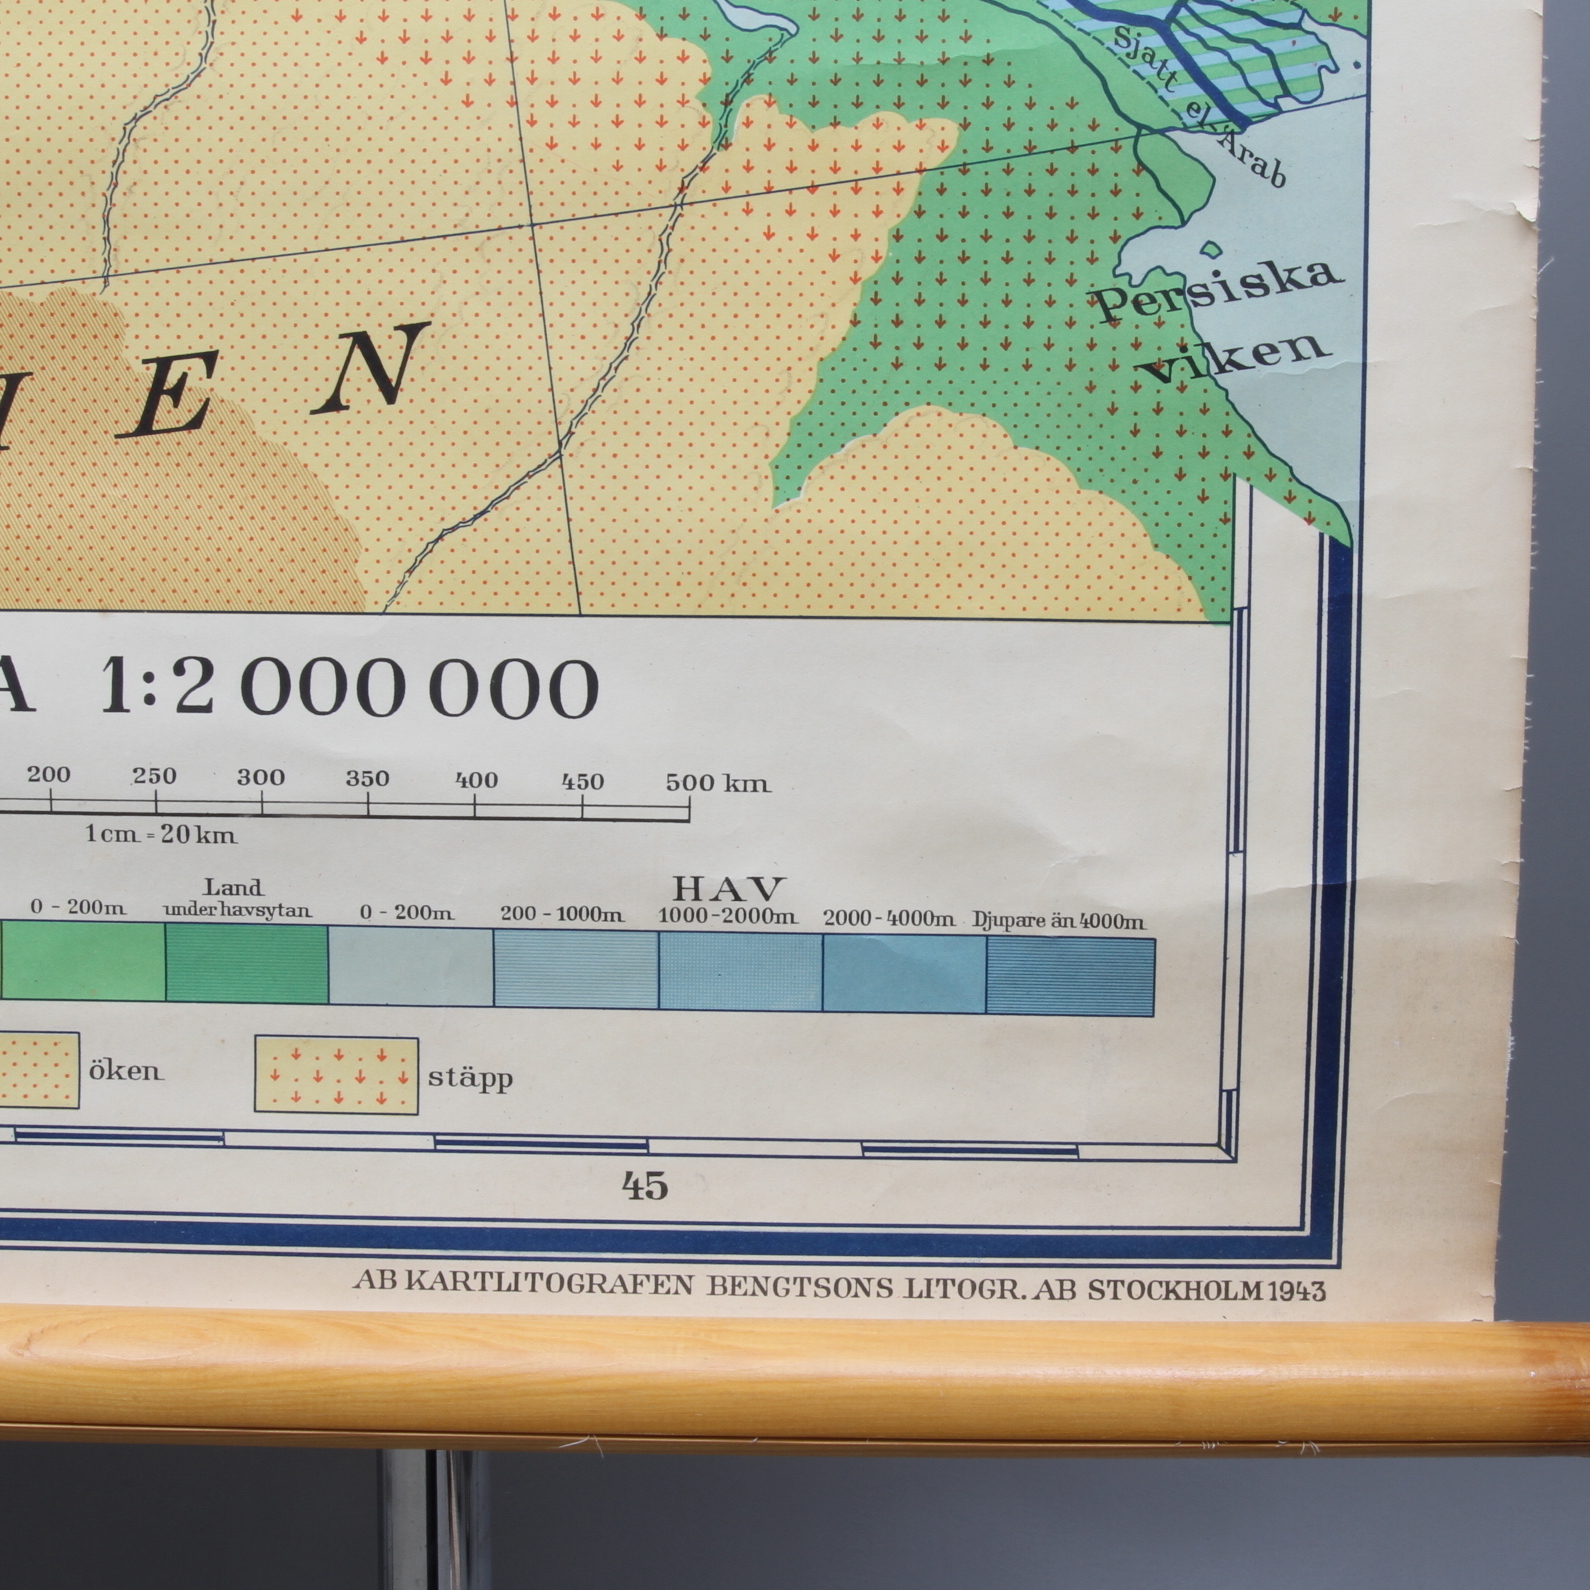 Sjatt el-Arab
Persiska
viken
I E N
A 1:2 000 000
200 250 300 350 400 450 500 km
1 cm = 20 km
HAV
Land
0 - 200m under havsytan 0 - 200m 200 - 1000m 1000-2000m 2000-4000m Djupare än 4000m
öken stäpp
45
AB KARTLITOGRAFEN BENGTSONS LITOGR. AB STOCKHOLM 1943